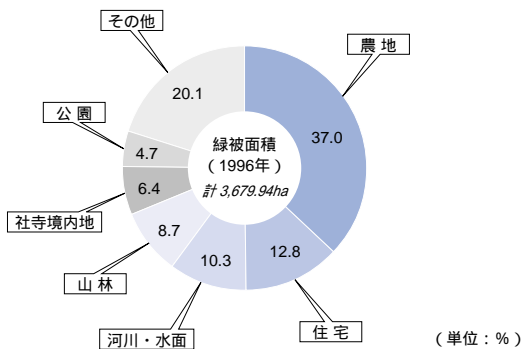 その他
農 地
公 園
20.1
37.0
4.7
緑被面積
（1996年）
計 3,679.94ha
6.4
社寺境内地
8.7
10.3
12.8
山 林
河川・水面
住 宅
（単位：％）